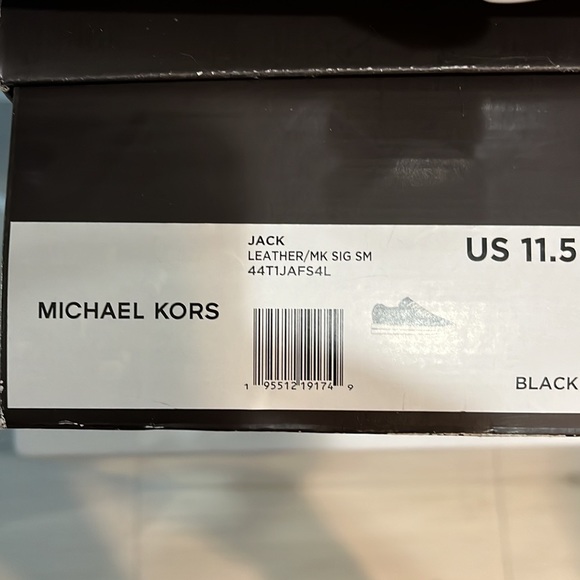 JACK
LEATHER/MK SIG SM
44T1JAFS4L
US 11.5
MICHAEL KORS
1 95512 19174 9
BLACK